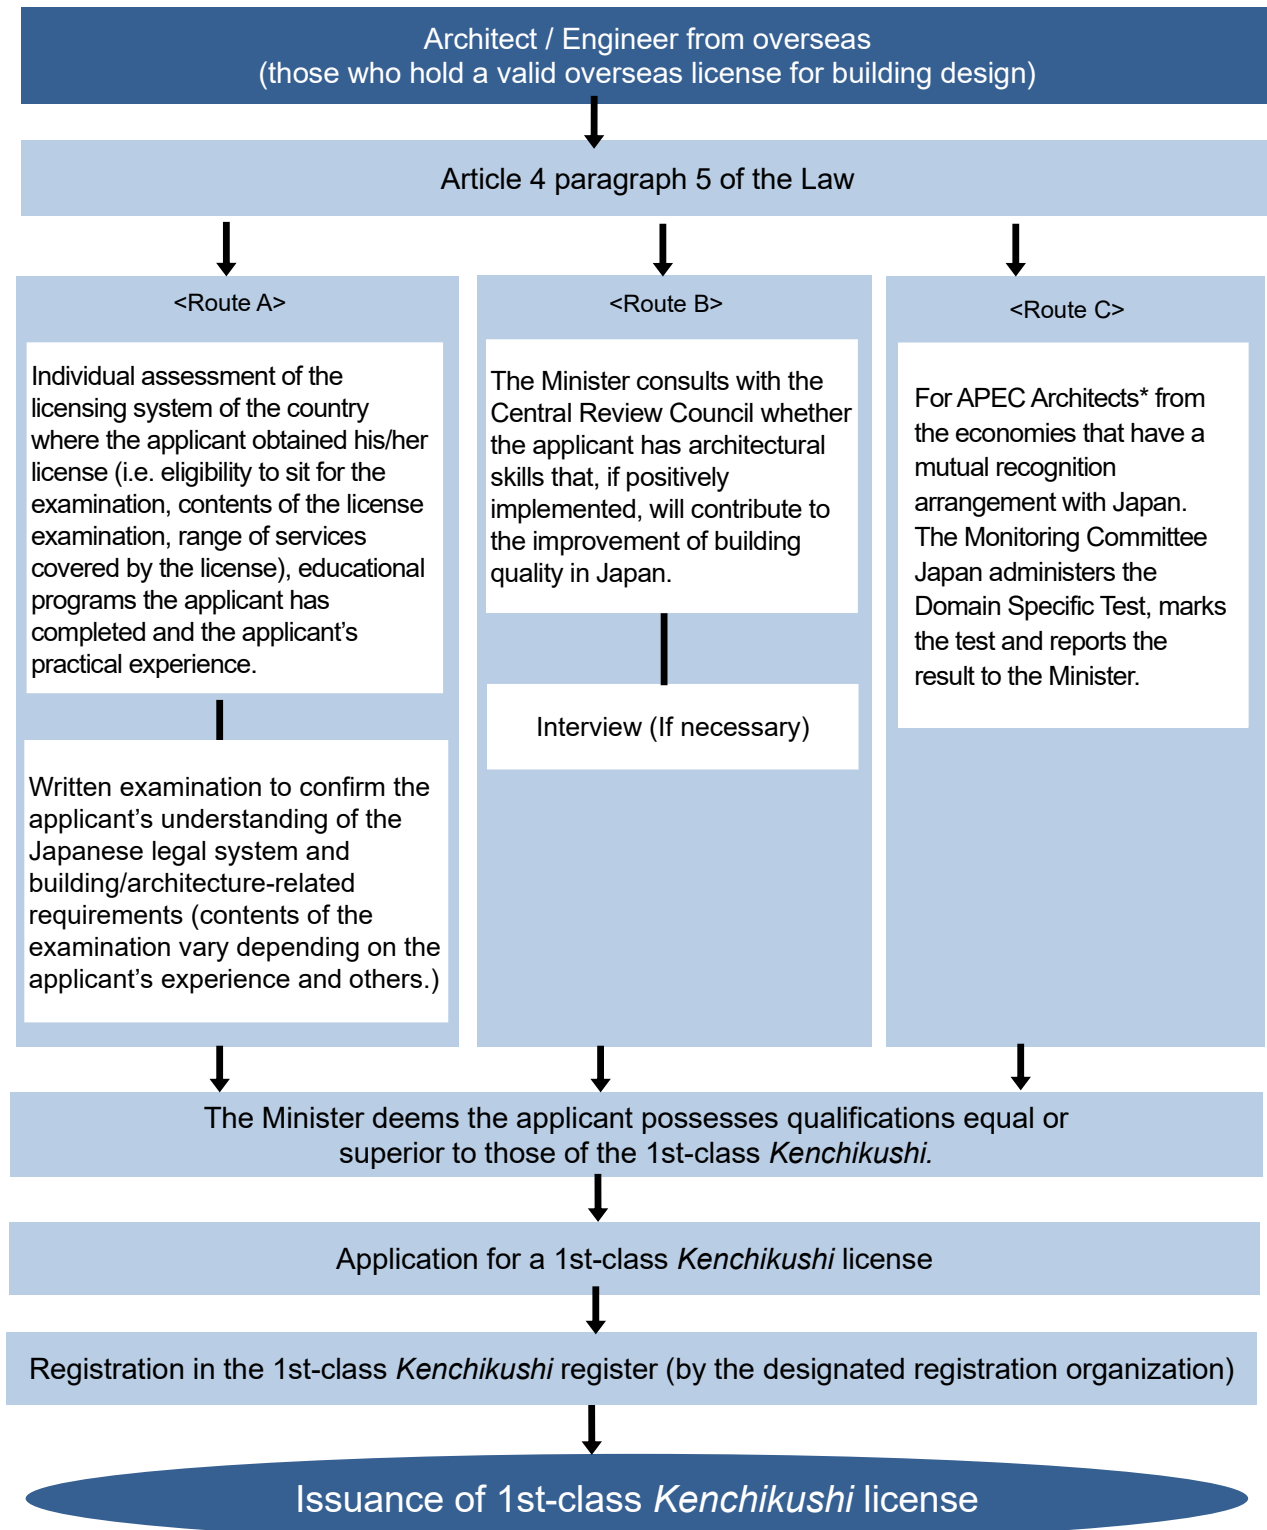 Architect / Engineer from overseas
(those who hold a valid overseas license for building design)
Article 4 paragraph 5 of the Law
<Route A>
Individual assessment of the
licensing system of the country
where the applicant obtained his/her
license (i.e. eligibility to sit for the
examination, contents of the license
examination, range of services
covered by the license), educational
programs the applicant has
completed and the applicant’s
practical experience.
Written examination to confirm the
applicant’s understanding of the
Japanese legal system and
building/architecture-related
requirements (contents of the
examination vary depending on the
applicant’s experience and others.)
<Route B>
The Minister consults with the
Central Review Council whether
the applicant has architectural
skills that, if positively
implemented, will contribute to
the improvement of building
quality in Japan.
Interview (If necessary)
<Route C>
For APEC Architects* from
the economies that have a
mutual recognition
arrangement with Japan.
The Monitoring Committee
Japan administers the
Domain Specific Test, marks
the test and reports the
result to the Minister.
The Minister deems the applicant possesses qualifications equal or
superior to those of the 1st-class Kenchikushi.
Application for a 1st-class Kenchikushi license
Registration in the 1st-class Kenchikushi register (by the designated registration organization)
Issuance of 1st-class Kenchikushi license